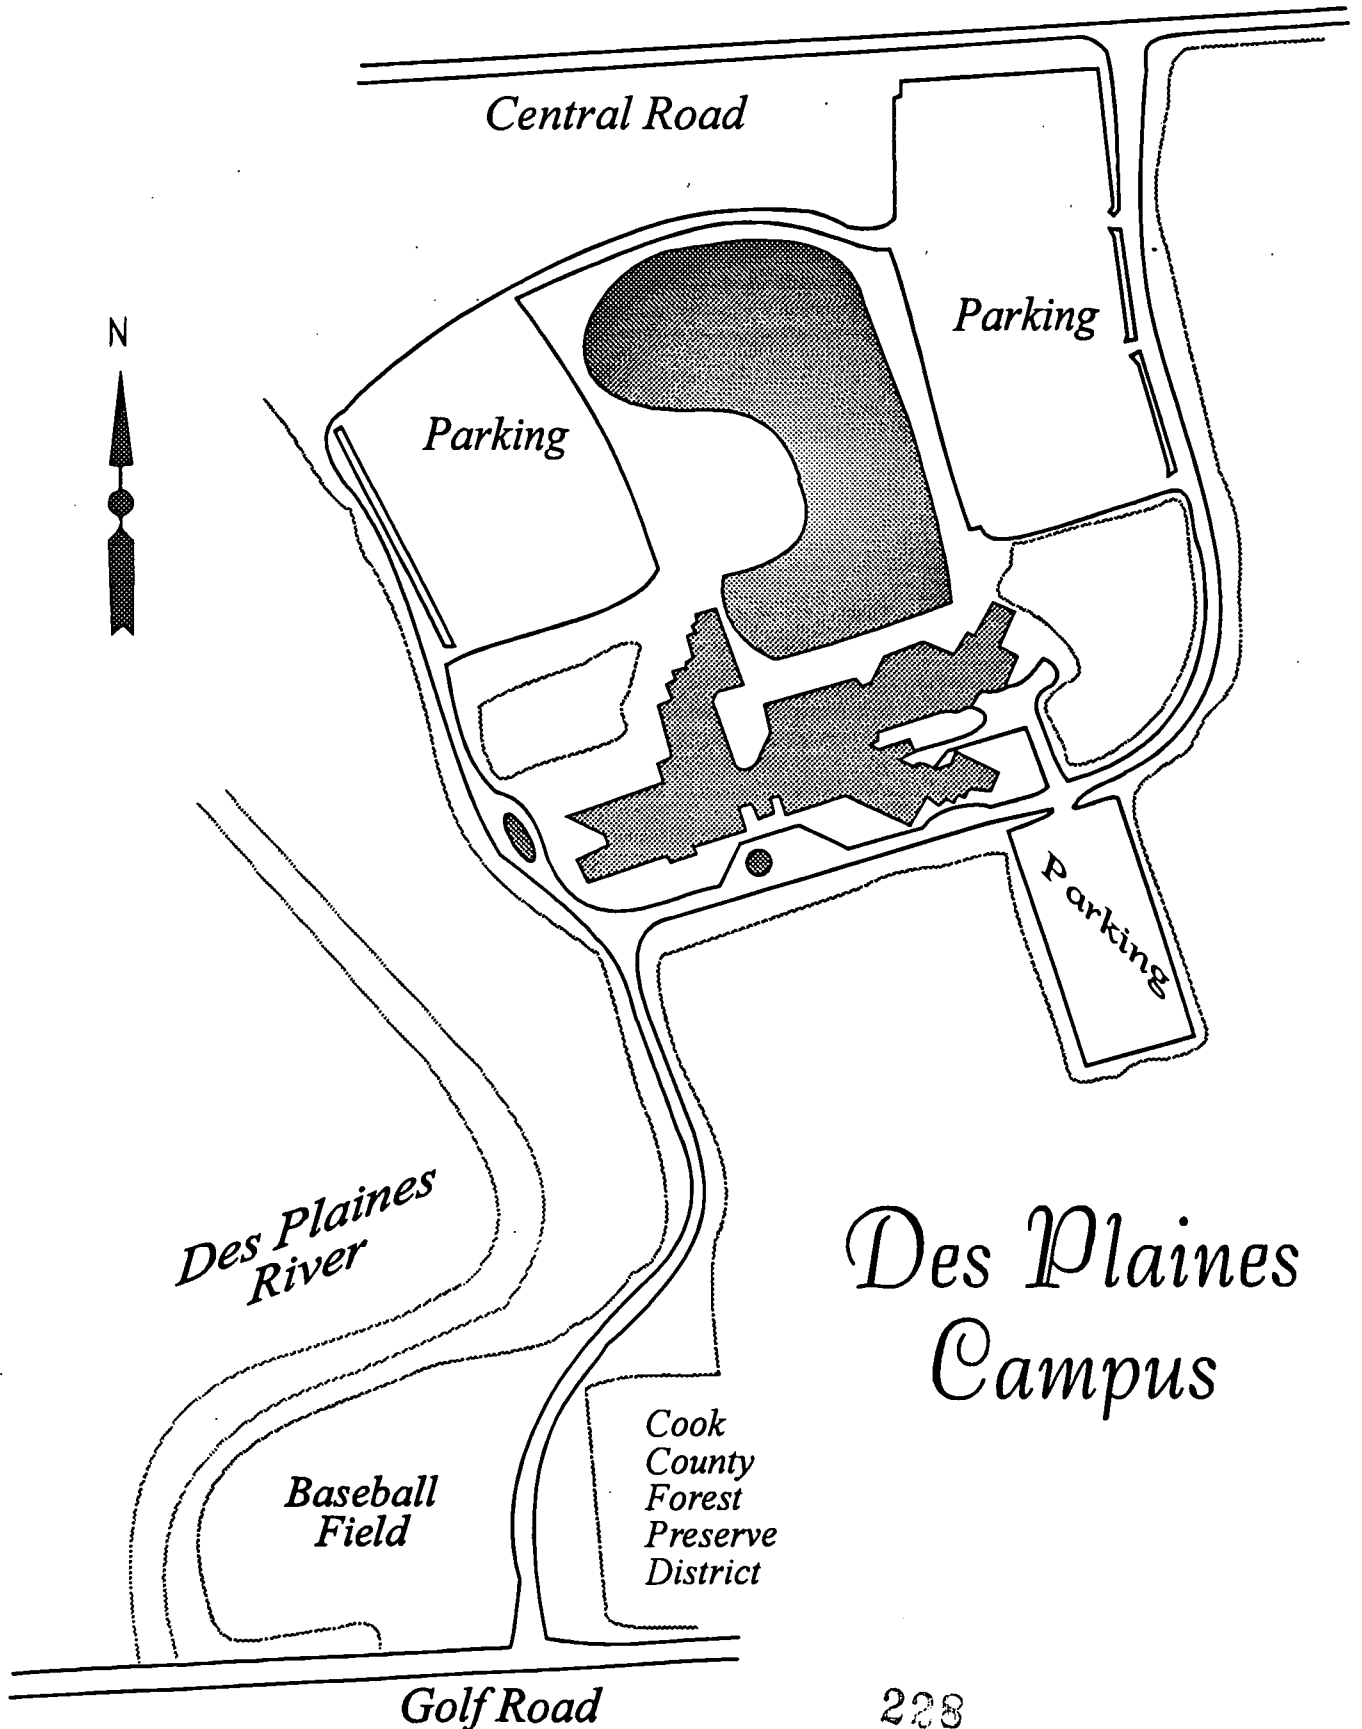 Central Road
N
Parking
Parking
Parking
Des Plaines
River
Des Plaines
Campus
Cook
County
Forest
Preserve
District
Baseball
Field
Golf Road
228